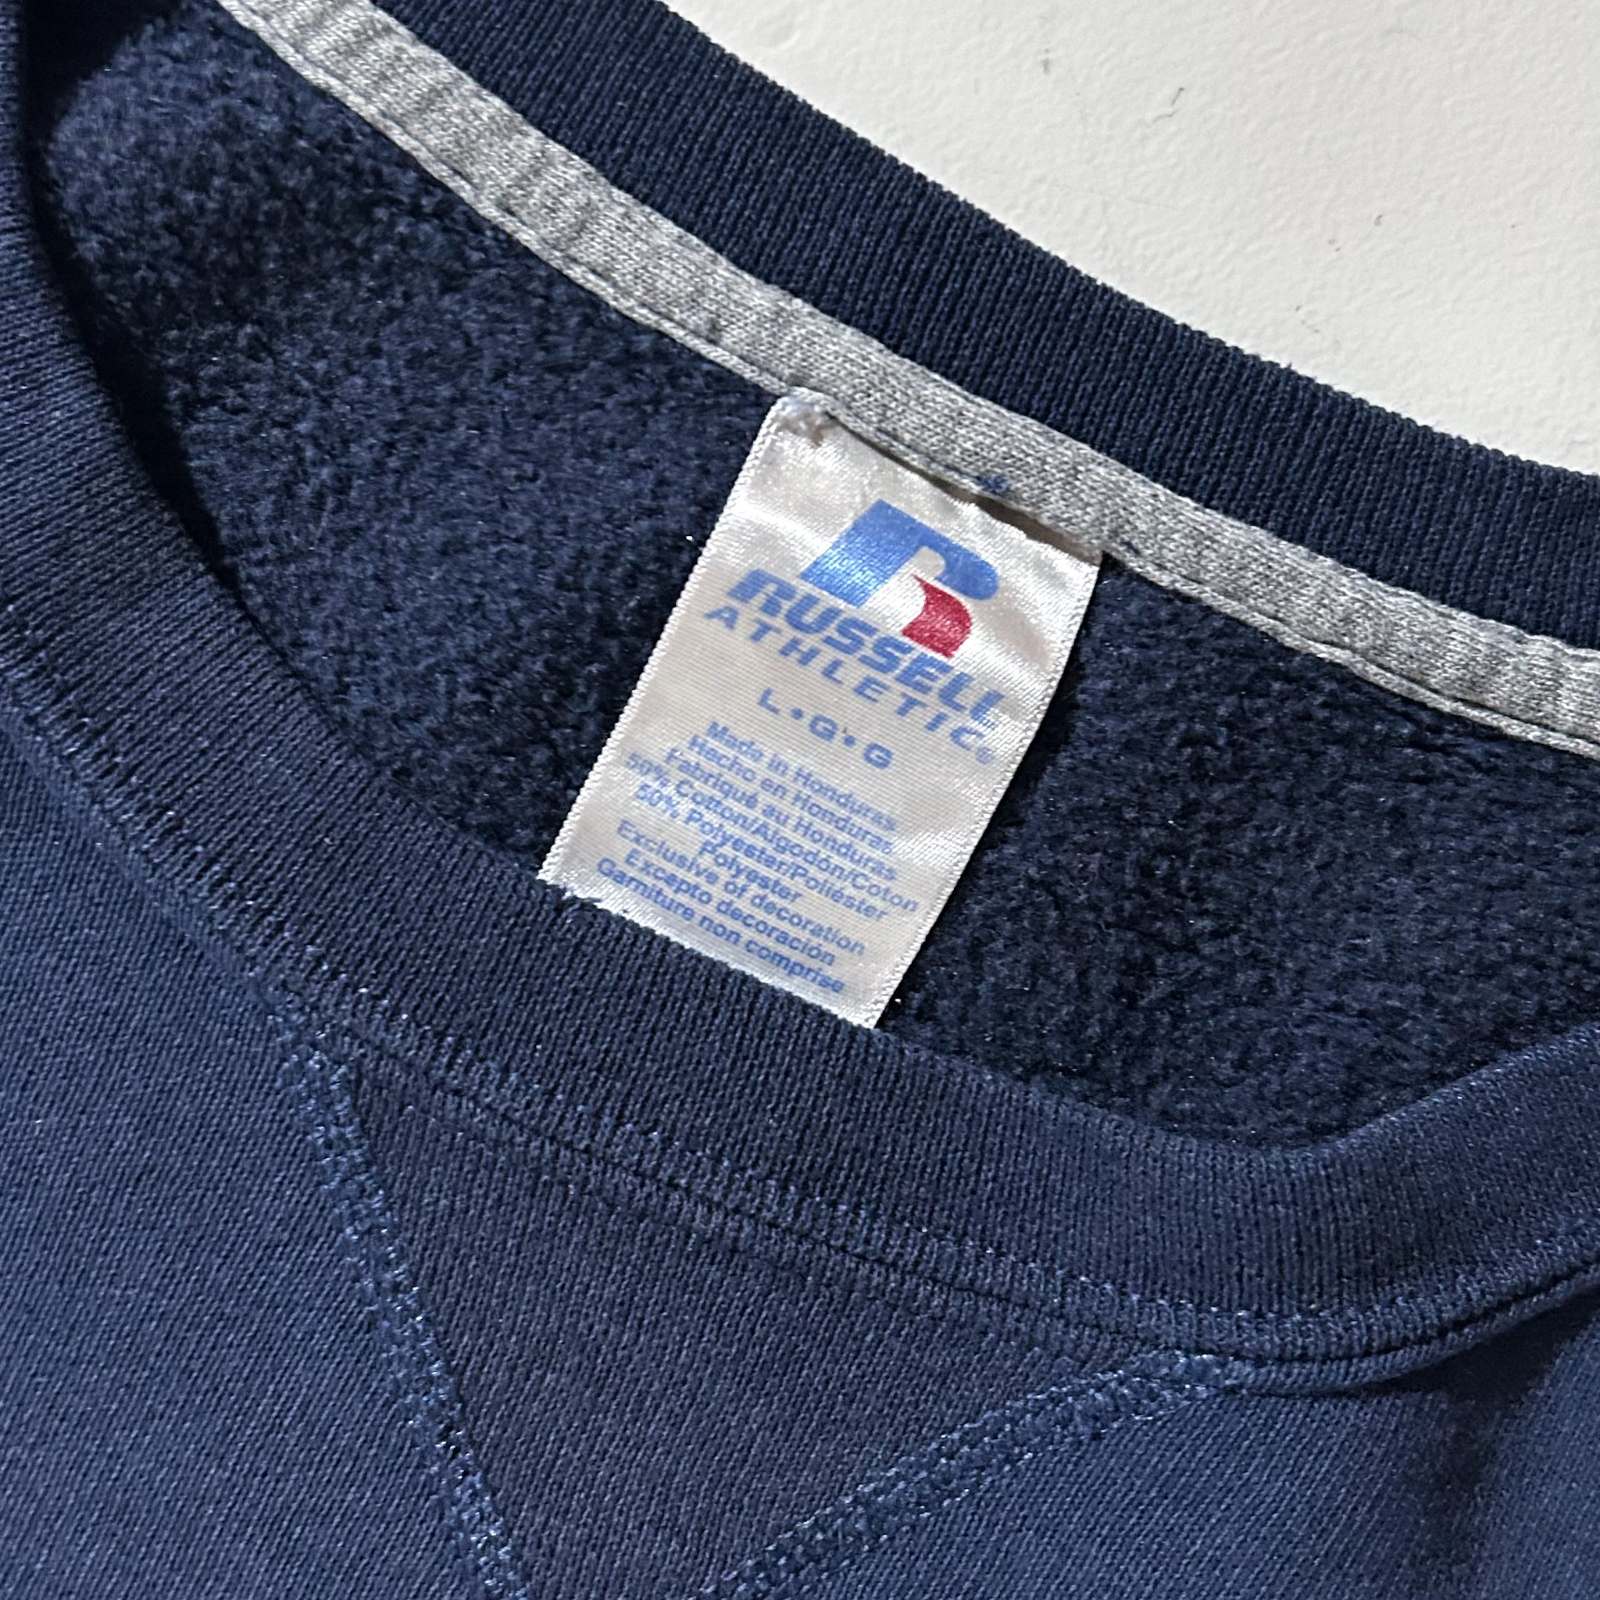 R
RUSSELL
ATHLETIC®
L•G•G
Made in Honduras
Hecho en Honduras
Fabriqué au Honduras
50% Cotton/Algodón/Coton
50% Polyester/Poliéster
Polyester
Exclusive of decoration
Excepto decoración
Garniture non comprise